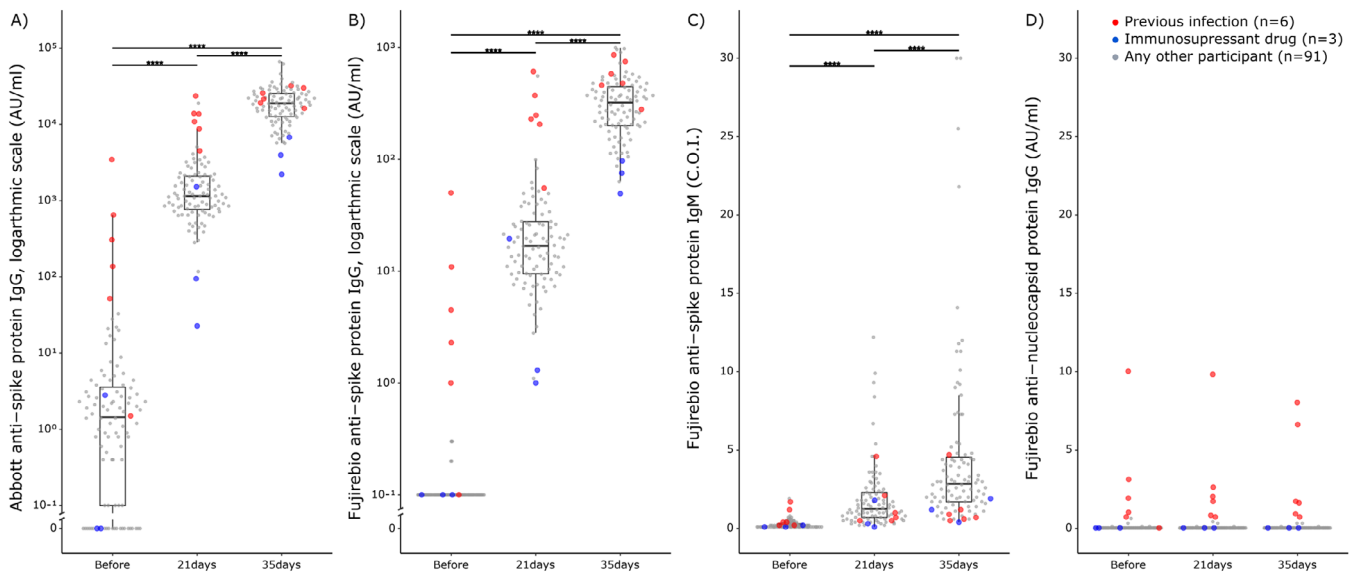 A)
Abbott anti−spike protein IgG, logarthmic scale (AU/ml)
10⁵
10⁴
10³
10²
10¹
10⁰
10⁻¹
0
****
****
****
Before
21days
35days
B)
Fujirebio anti−spike protein IgG, logarthmic scale (AU/ml)
10³
10²
10¹
10⁰
10⁻¹
0
****
****
****
Before
21days
35days
C)
Fujirebio anti−spike protein IgM (C.O.I.)
30
25
20
15
10
5
0
****
****
****
Before
21days
35days
D)
Fujirebio anti−nucleocapsid protein IgG (AU/ml)
30
25
20
15
10
5
0
Before
21days
35days
Previous infection (n=6)
Immunosupressant drug (n=3)
Any other participant (n=91)